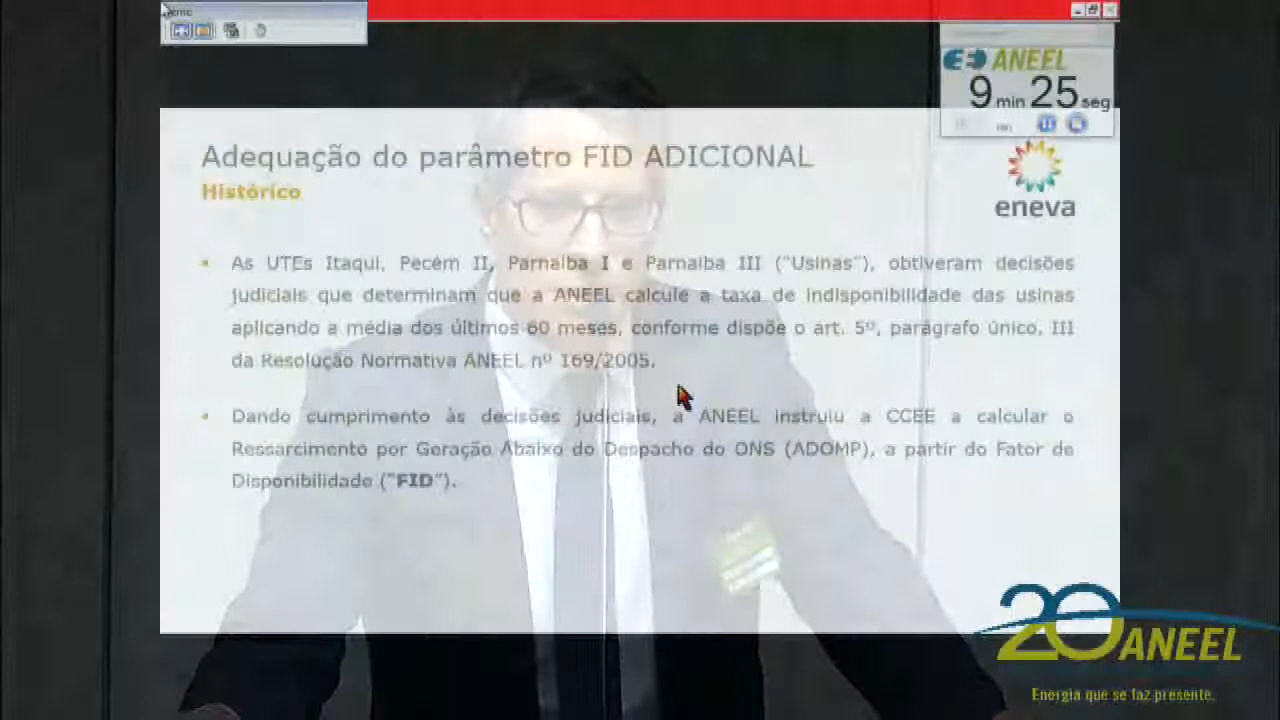 ANEEL
9 min 25 seg
Adequação do parâmetro FID ADICIONAL
Histórico
eneva
As UTEs Itaqui, Pecém II, Parnaíba I e Parnaíba III ("Usinas"), obtiveram decisões
judiciais que determinam que a ANEEL calcule a taxa de indisponibilidade das usinas
aplicando a média dos últimos 60 meses, conforme dispõe o art. 5º, parágrafo único, III
da Resolução Normativa ANEEL nº 169/2005.
Dando cumprimento às decisões judiciais, a ANEEL instruiu a CCEE a calcular o
Ressarcimento por Geração Abaixo do Despacho do ONS (ADOMP), a partir do Fator de
Disponibilidade ("FID").
20 ANEEL
Energia que se faz presente.